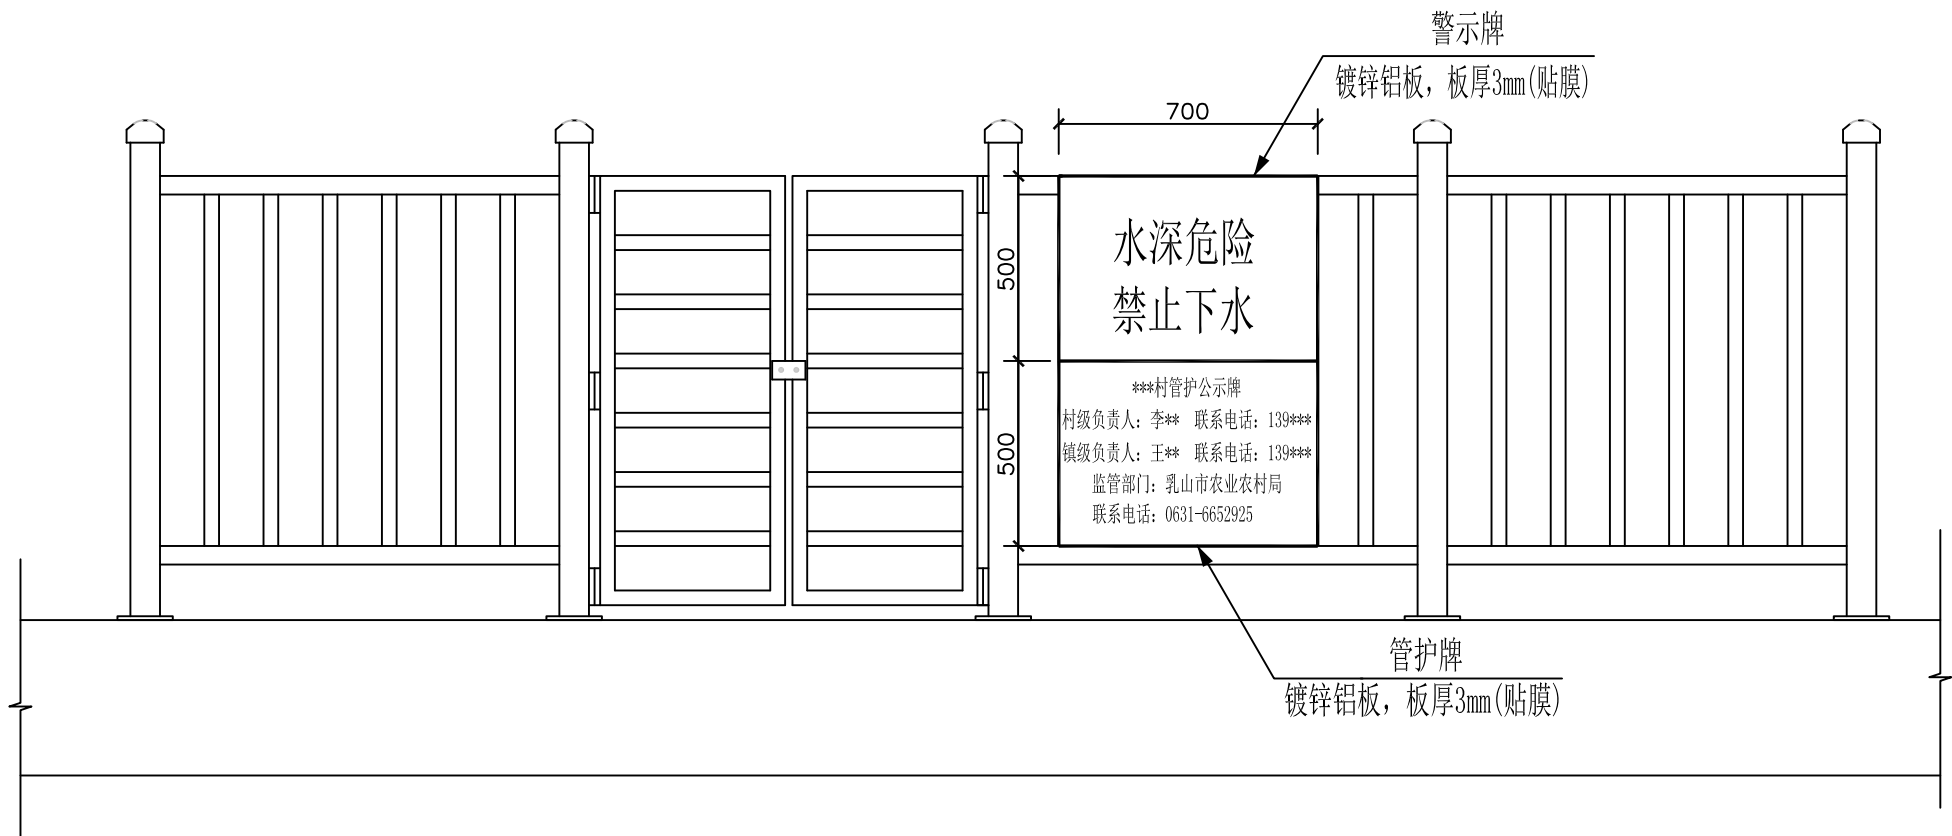 警示牌
镀锌铝板，板厚3mm(贴膜)
700
500
水深危险
禁止下水
500
***村管护公示牌
村级负责人：李** 联系电话：139***
镇级负责人：王** 联系电话：139***
监管部门：乳山市农业农村局
联系电话：0631-6652925
管护牌
镀锌铝板，板厚3mm(贴膜)